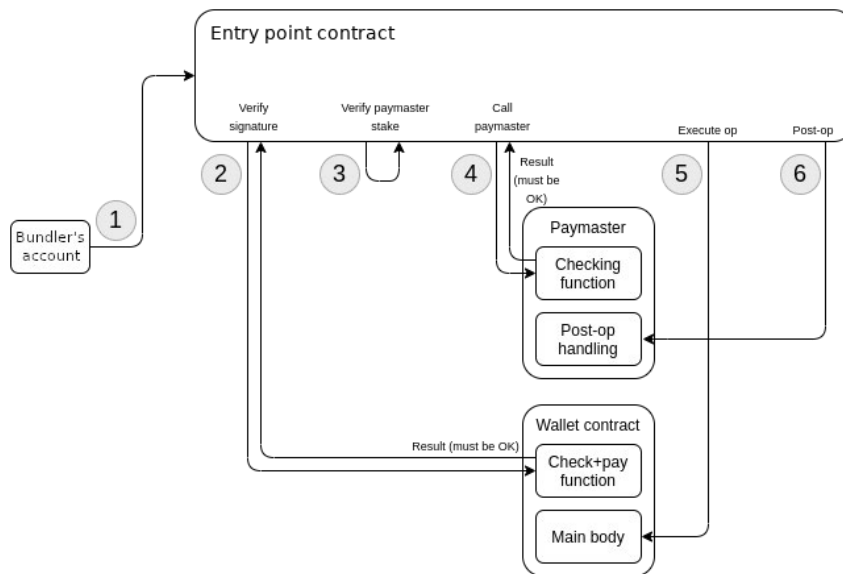 Entry point contract
Verify
signature
Verify paymaster
stake
Call
paymaster
Execute op
Post-op
1
2
3
4
5
6
Result
(must be
OK)
Bundler's
account
Paymaster
Checking
function
Post-op
handling
Wallet contract
Result (must be OK)
Check+pay
function
Main body